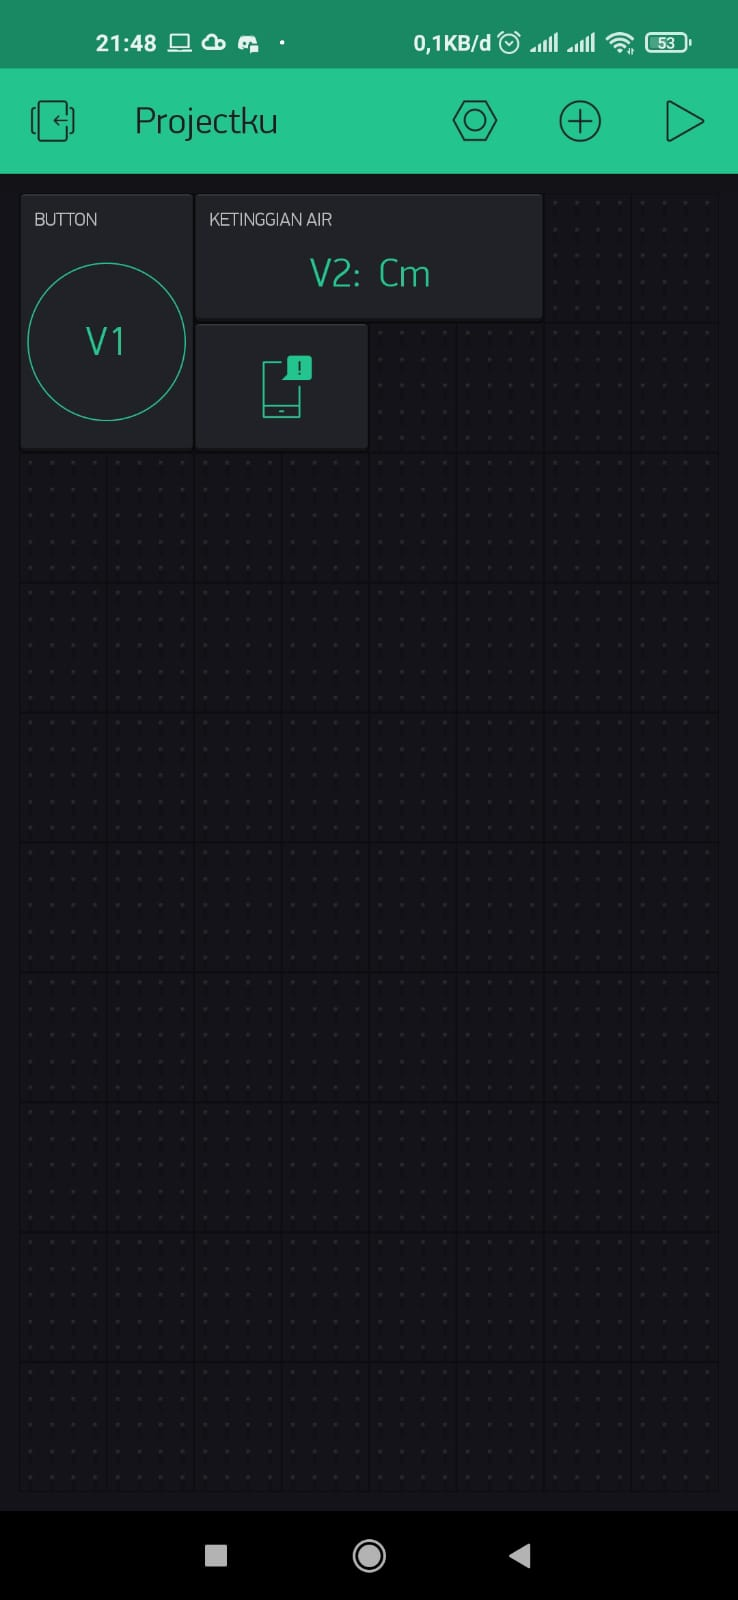 21:48 0,1KB/d 53
Projectku
BUTTON
KETINGGIAN AIR
V2: Cm
V1
!